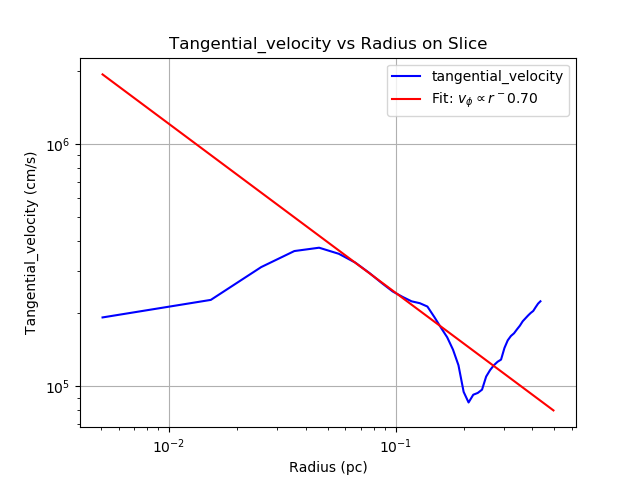 Tangential_velocity vs Radius on Slice
tangential_velocity
Fit: $v_\phi \propto r^-0.70$
10^6
10^5
Tangential_velocity (cm/s)
10^-2
10^-1
Radius (pc)